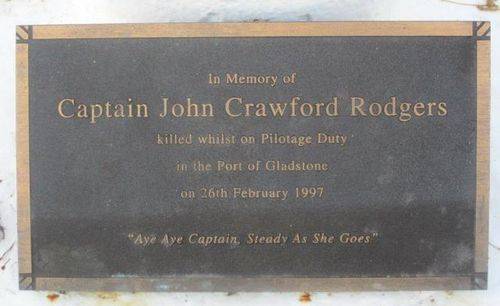 In Memory of
Captain John Crawford Rodgers
killed whilst on Pilotage Duty
in the Port of Gladstone
on 26th February 1997
"Aye Aye Captain, Steady As She Goes"